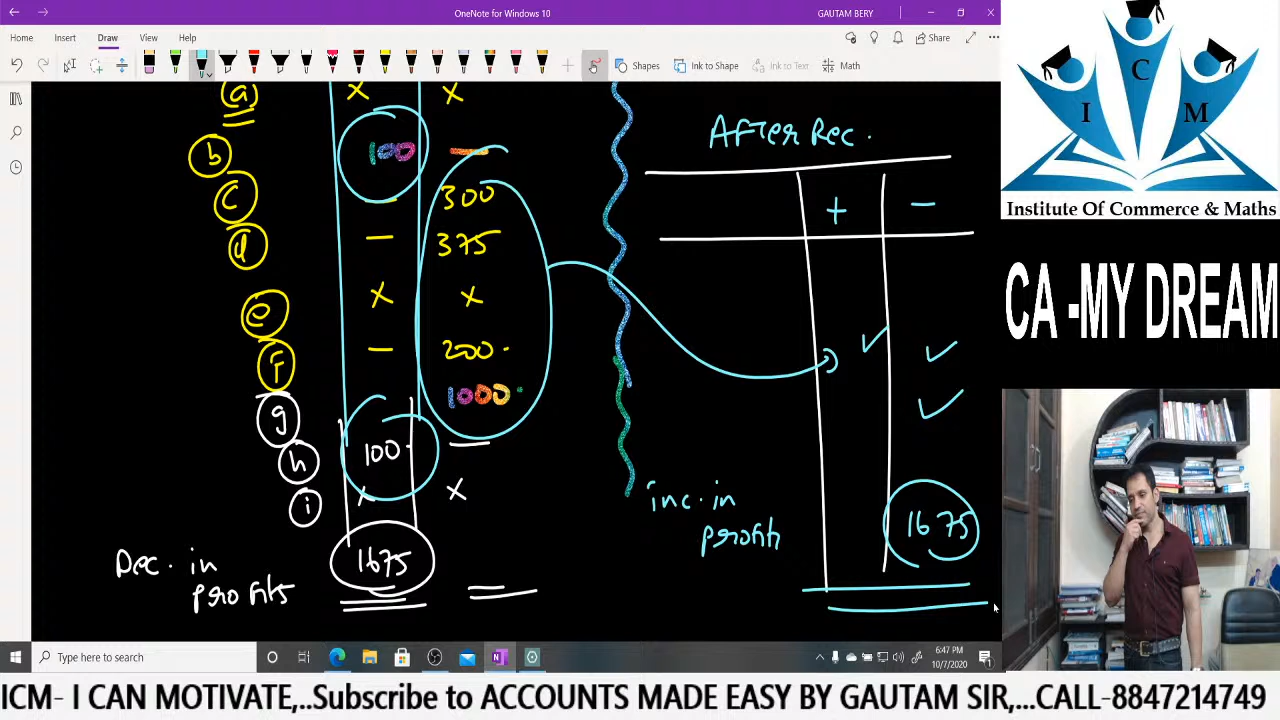 OneNote for Windows 10
GAUTAM BERY
Home Insert Draw View Help
Share
Shapes Ink to Shape Ink to Text Math
(a) x x
b 100 —
c — 300
d — 375
e x x
F — 200
g 1000
h 100 —
i x x
Dec. in profits 1675
After Rec.
+ −
inc. in profit 1675
I C M
Institute Of Commerce & Maths
CA -MY DREAM
Type here to search
6:47 PM
10/7/2020
ICM- I CAN MOTIVATE,..Subscribe to ACCOUNTS MADE EASY BY GAUTAM SIR,...CALL-8847214749